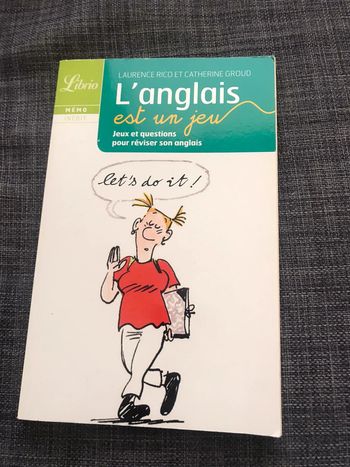 LAURENCE RICO ET CATHERINE GROUD
Librio
MÉMO
INÉDIT
L'anglais
est un jeu
Jeux et questions
pour réviser son anglais
let's do it !